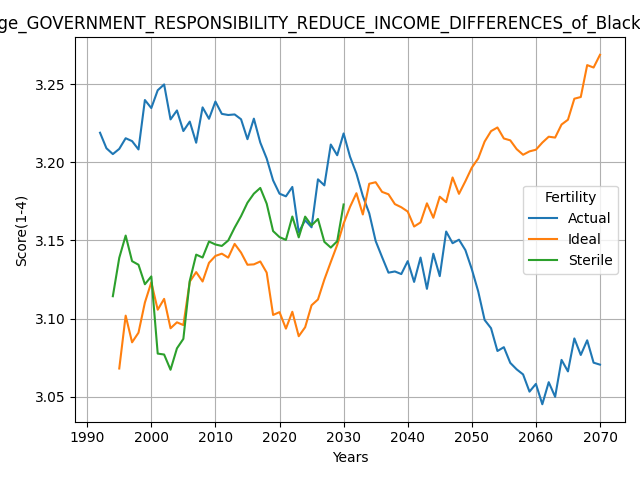 ge_GOVERNMENT_RESPONSIBILITY_REDUCE_INCOME_DIFFERENCES_of_Black
3.25
3.20
3.15
3.10
3.05
Score(1-4)
Fertility
Actual
Ideal
Sterile
1990 2000 2010 2020 2030 2040 2050 2060 2070
Years